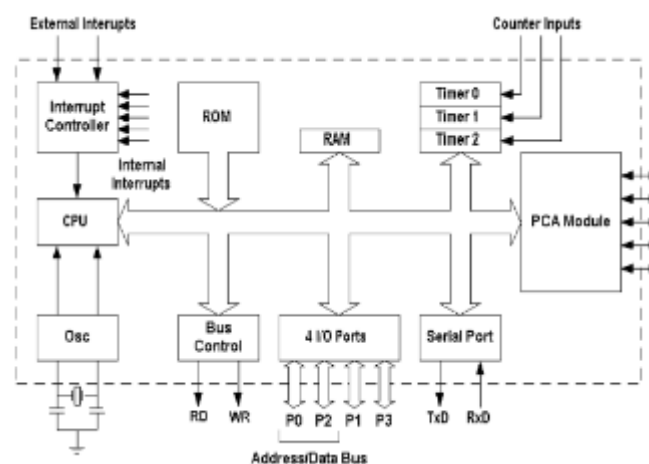 External Interupts
Counter Inputs
Interrupt
Controller
ROM
RAM
Timer 0
Timer 1
Timer 2
Internal
Interrupts
CPU
PCA Module
Osc
Bus
Control
4 I/O Ports
Serial Port
RD
WR
P0
P2
P1
P3
TxD
RxD
Address/Data Bus